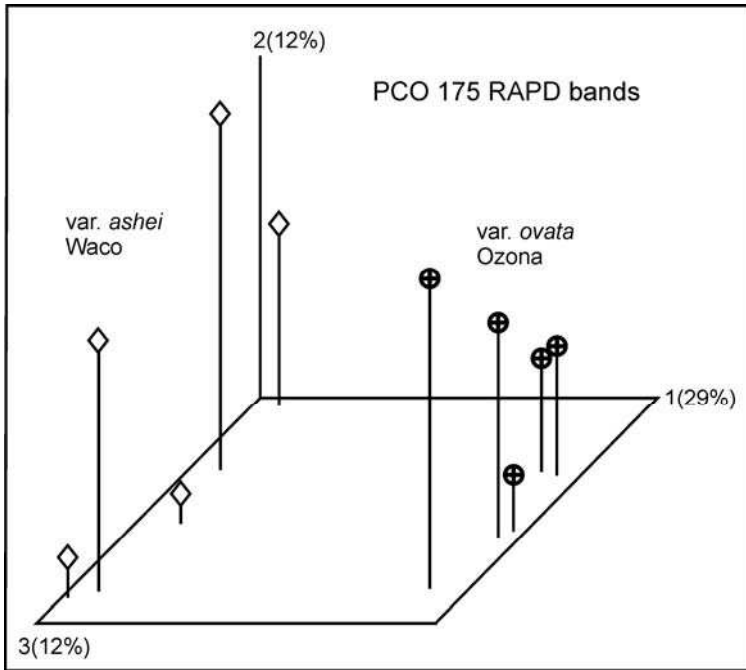 2(12%)
PCO 175 RAPD bands
var. ashei
Waco
var. ovata
Ozona
1(29%)
3(12%)